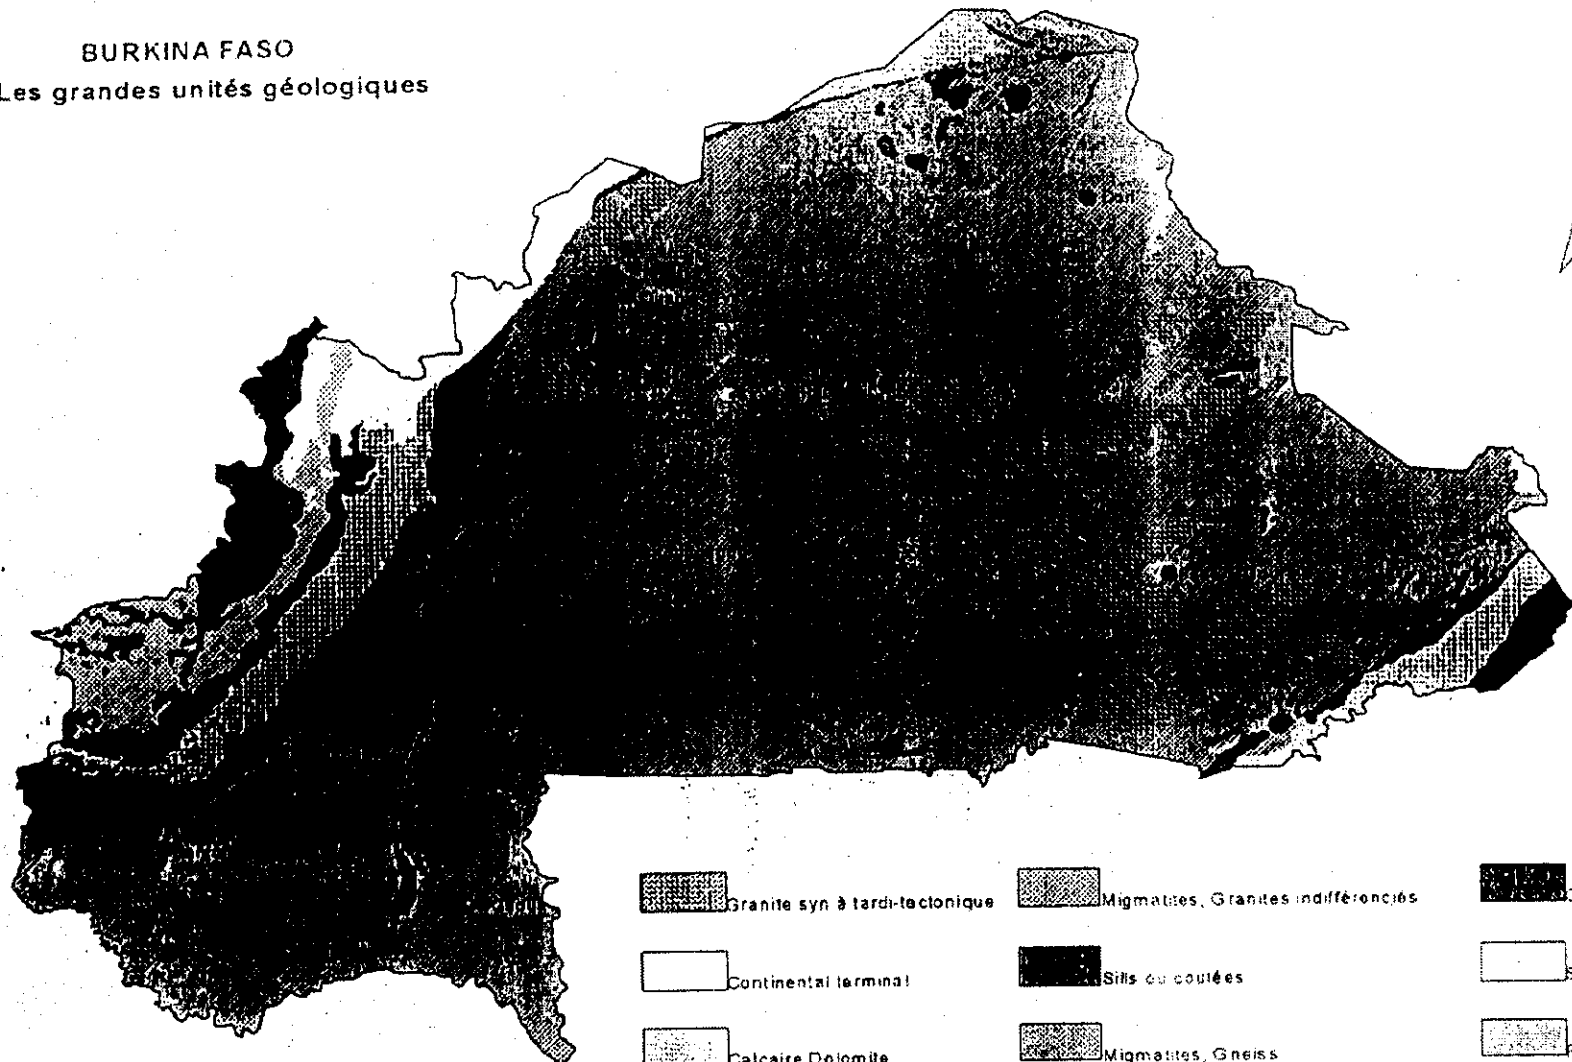 BURKINA FASO
Les grandes unités géologiques
Dori
Granite syn à tardi-tectonique
Migmatites, Granites indifférenciés
Continental terminal
Sills ou coulées
Calcaire Dolomite
Migmatites, Gneiss